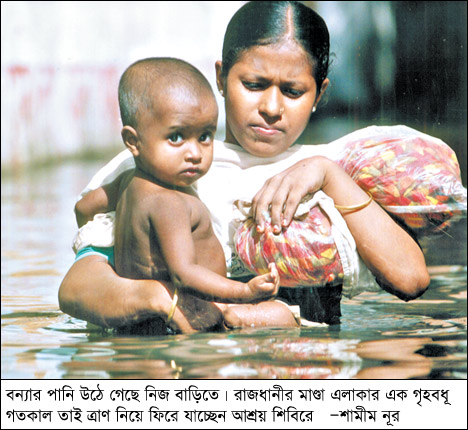 বন্যার পানি উঠে গেছে নিজ বাড়িতে। রাজধানীর মাণ্ডা এলাকার এক গৃহবধূ
গতকাল তাই ত্রাণ নিয়ে ফিরে যাচ্ছেন আশ্রয় শিবিরে –শামীম নূর